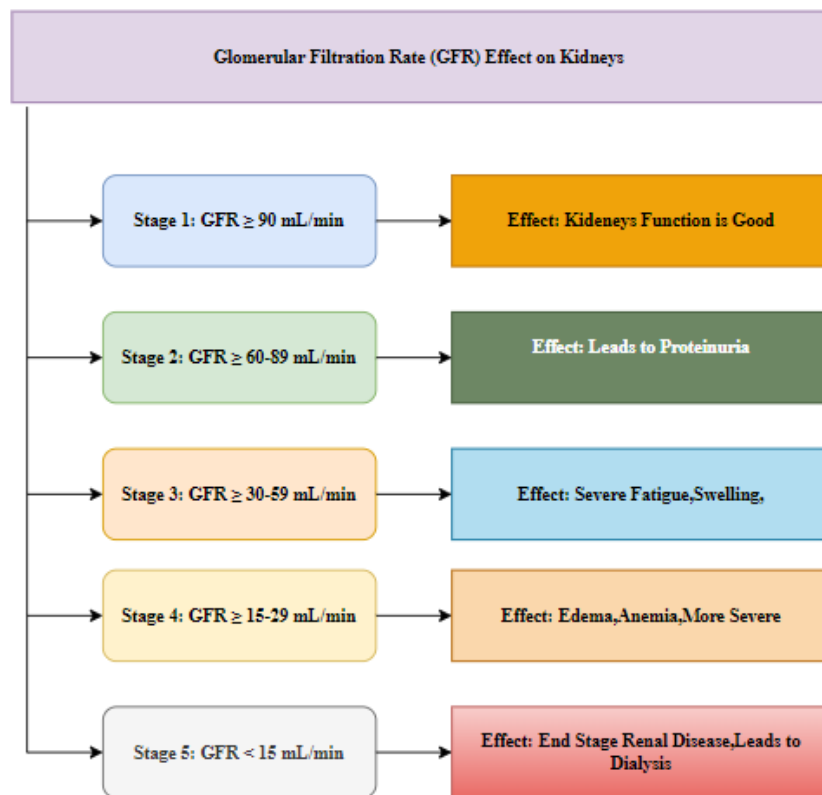 Glomerular Filtration Rate (GFR) Effect on Kidneys
Stage 1: GFR ≥ 90 mL/min
Effect: Kideneys Function is Good
Stage 2: GFR ≥ 60-89 mL/min
Effect: Leads to Proteinuria
Stage 3: GFR ≥ 30-59 mL/min
Effect: Severe Fatigue,Swelling,
Stage 4: GFR ≥ 15-29 mL/min
Effect: Edema,Anemia,More Severe
Stage 5: GFR < 15 mL/min
Effect: End Stage Renal Disease,Leads to
Dialysis